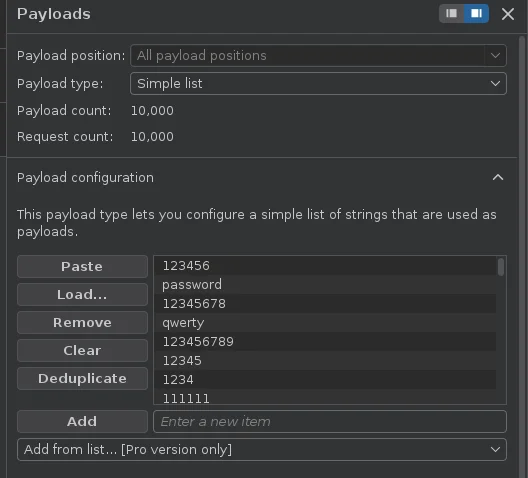 Payloads
Payload position: All payload positions
Payload type: Simple list
Payload count: 10,000
Request count: 10,000
Payload configuration
This payload type lets you configure a simple list of strings that are used as
payloads.
Paste
Load...
Remove
Clear
Deduplicate
123456
password
12345678
qwerty
123456789
12345
1234
111111
Add
Enter a new item
Add from list... [Pro version only]